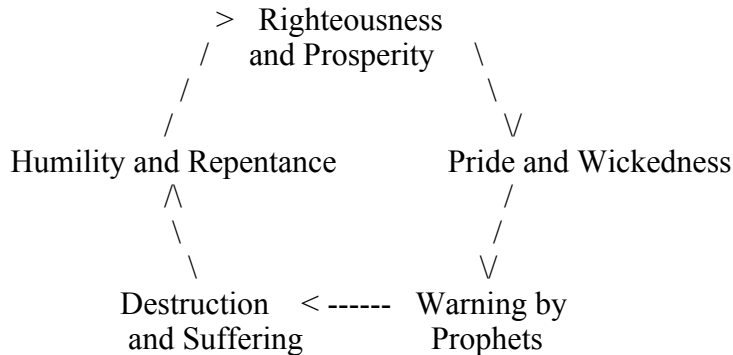 > Righteousness
and Prosperity
Humility and Repentance
Pride and Wickedness
Destruction < ------ Warning by
and Suffering Prophets